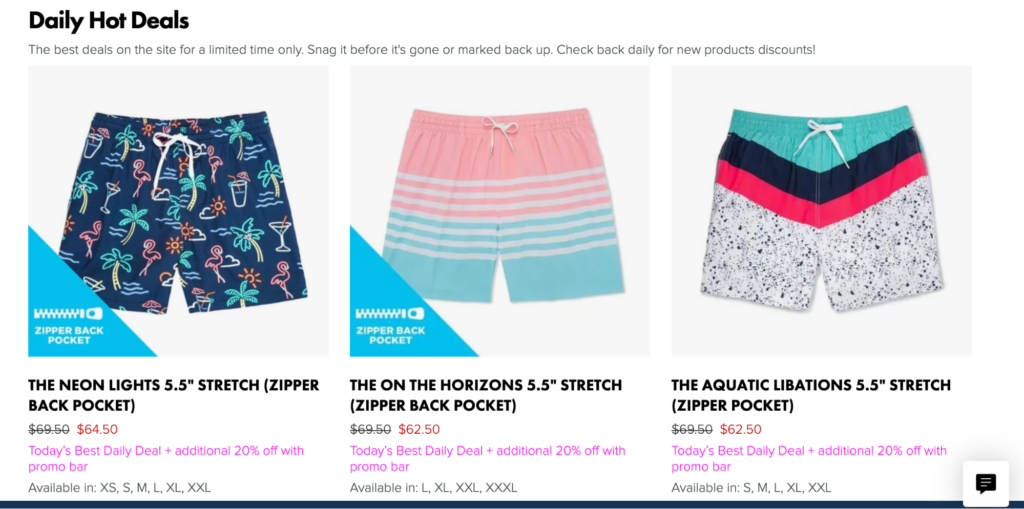 Daily Hot Deals
The best deals on the site for a limited time only. Snag it before it's gone or marked back up. Check back daily for new products discounts!
ZIPPER BACK
POCKET
ZIPPER BACK
POCKET
THE NEON LIGHTS 5.5" STRETCH (ZIPPER
BACK POCKET)
$69.50 $64.50
Today's Best Daily Deal + additional 20% off with
promo bar
Available in: XS, S, M, L, XL, XXL
THE ON THE HORIZONS 5.5" STRETCH
(ZIPPER BACK POCKET)
$69.50 $62.50
Today's Best Daily Deal + additional 20% off with
promo bar
Available in: L, XL, XXL, XXXL
THE AQUATIC LIBATIONS 5.5" STRETCH
(ZIPPER POCKET)
$69.50 $62.50
Today's Best Daily Deal + additional 20% off with
promo bar
Available in: S, M, L, XL, XXL